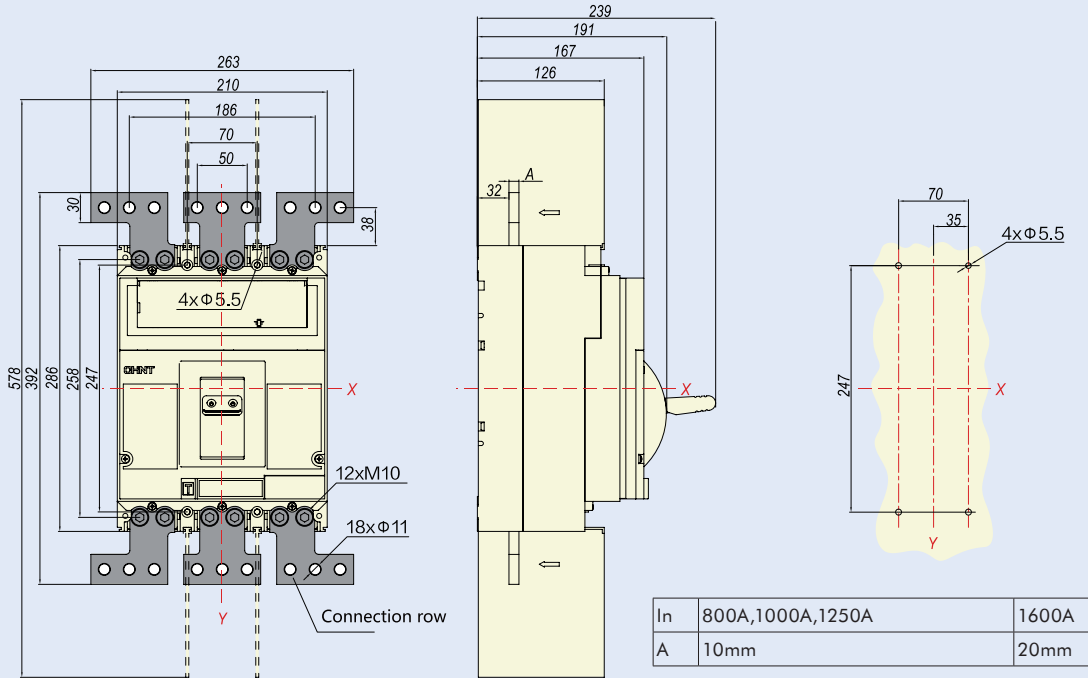 239
191
167
126
263
210
186
70
50
30
38
32
A
4xΦ5.5
578
392
286
258
247
CHNT
X
12xM10
18xΦ11
Connection row
Y
X
70
35
4xΦ5.5
247
X
Y
In 800A,1000A,1250A 1600A
A 10mm 20mm